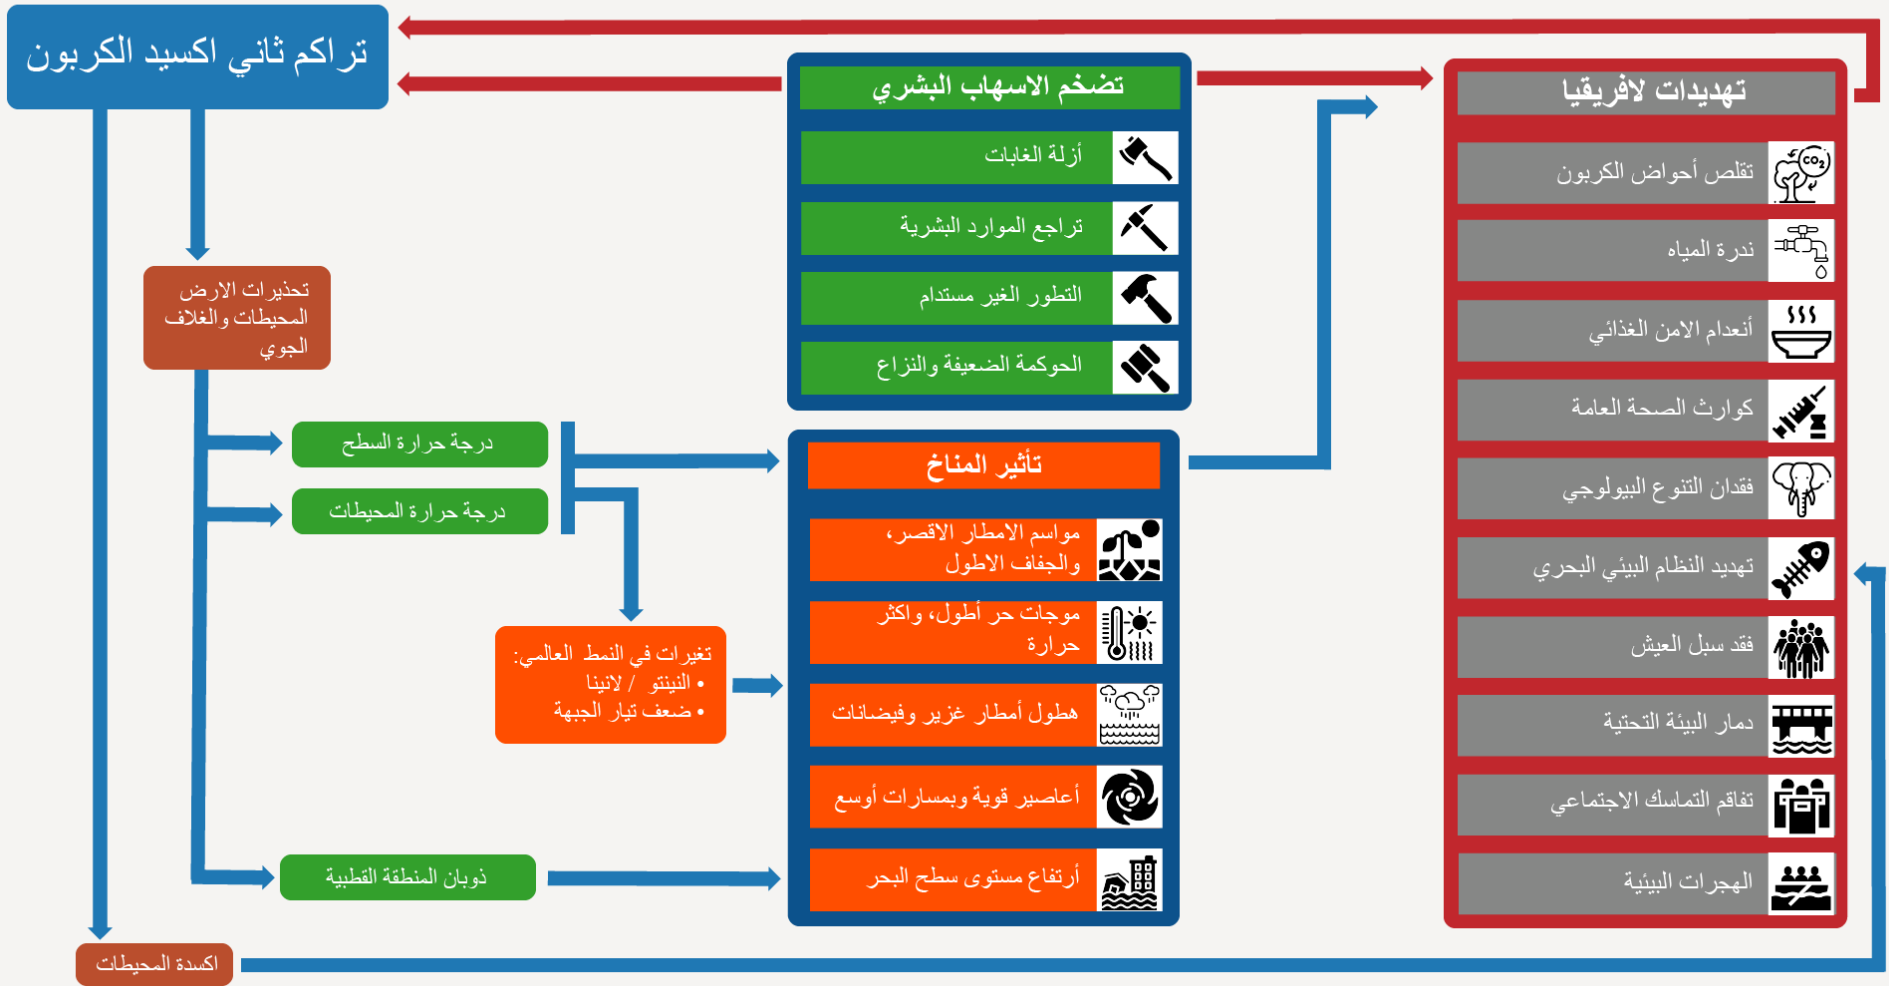 تراكم ثاني اكسيد الكربون
تضخم الاسهاب البشري
أزلة الغابات
تراجع الموارد البشرية
التطور الغير مستدام
الحوكمة الضعيفة والنزاع
تهديدات لافريقيا
تقلص أحواض الكربون
CO2
ندرة المياه
أنعدام الامن الغذائي
كوارث الصحة العامة
فقدان التنوع البيولوجي
تهديد النظام البيئي البحري
فقد سبل العيش
دمار البيئة التحتية
تفاقم التماسك الاجتماعي
الهجرات البيئية
تحذيرات الارض
المحيطات والغلاف
الجوي
درجة حرارة السطح
درجة حرارة المحيطات
تأثير المناخ
مواسم الامطار الاقصر،
والجفاف الاطول
موجات حر أطول، واكثر
حرارة
هطول أمطار غزير وفيضانات
أعاصير قوية وبمسارات أوسع
أرتفاع مستوى سطح البحر
تغيرات في النمط العالمي:
• النينتو / لانينا
• ضعف تيار الجبهة
ذوبان المنطقة القطبية
اكسدة المحيطات